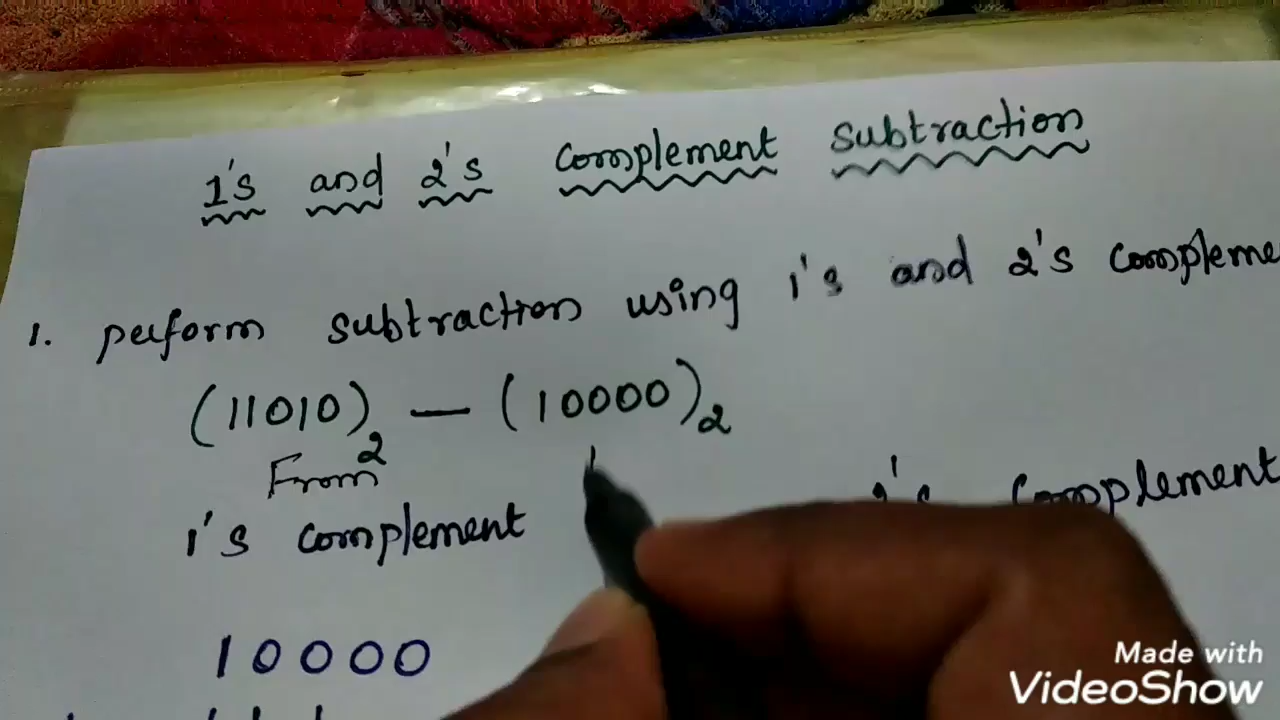 1's and 2's complement subtraction
1. perform subtraction using 1's and 2's compleme
(11010)2 — (10000)2
From
1's complement
complement
10000
Made with
VideoShow